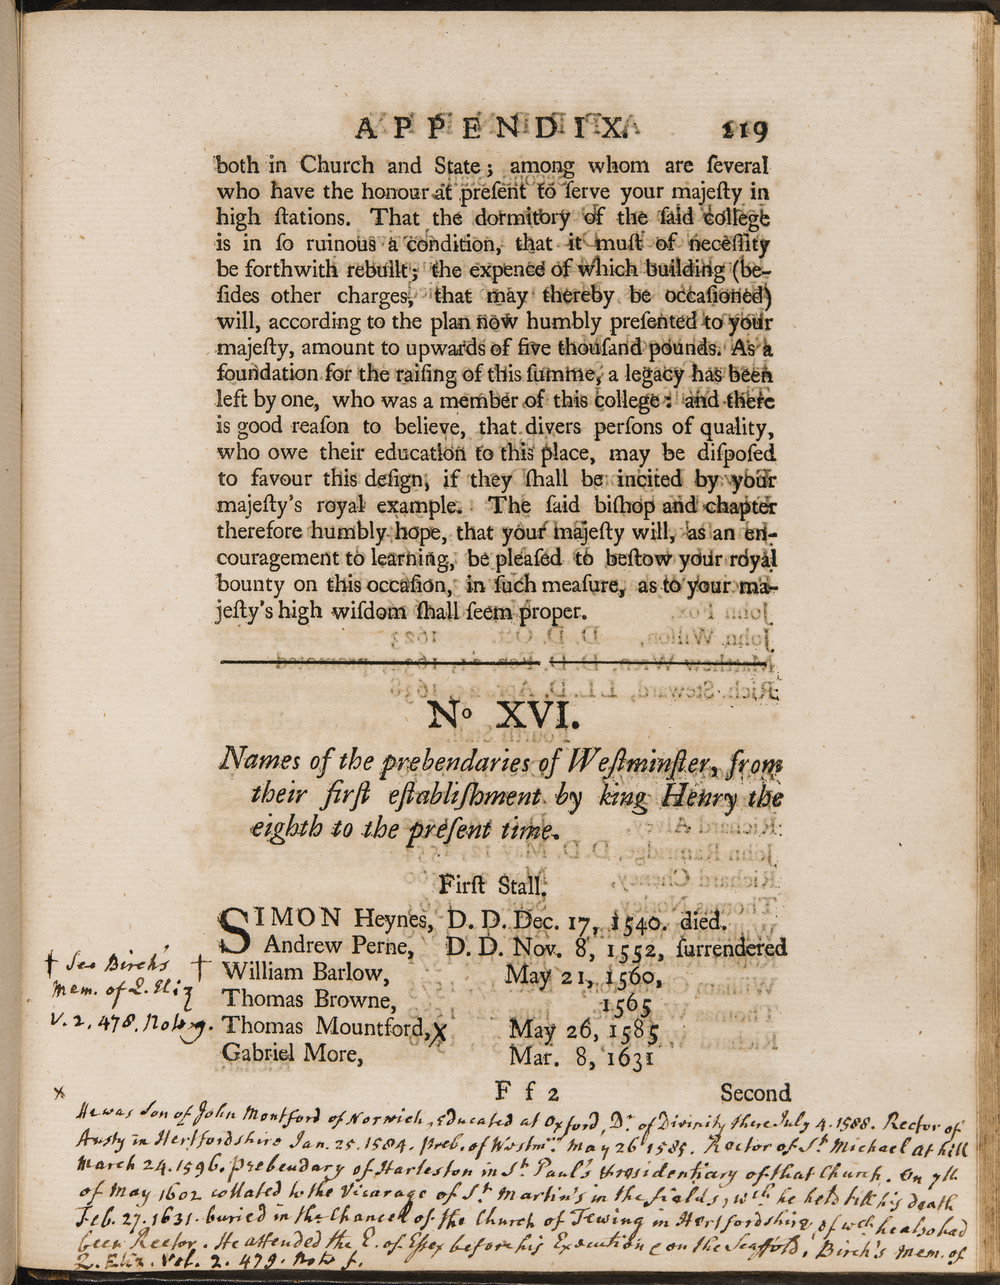 APPENDIX. 219
both in Church and State; among whom are ſeveral
who have the honour at preſent to ſerve your majeſty in
high ſtations. That the dormitory of the ſaid college
is in ſo ruinous a condition, that it muſt of neceſſity
be forthwith rebuilt; the expence of which building (be-
ſides other charges, that may thereby be occaſioned)
will, according to the plan now humbly preſented to your
majeſty, amount to upwards of five thouſand pounds. As a
foundation for the raiſing of this ſumme, a legacy has been
left by one, who was a member of this college: and there
is good reaſon to believe, that divers perſons of quality,
who owe their education to this place, may be diſpoſed
to favour this deſign, if they ſhall be incited by your
majeſty's royal example. The ſaid biſhop and chapter
therefore humbly hope, that your majeſty will, as an en-
couragement to learning, be pleaſed to beſtow your royal
bounty on this occaſion, in ſuch meaſure, as to your ma-
jeſty's high wiſdom ſhall ſeem proper.
No XVI.
Names of the prebendaries of Weſtminſter, from
their firſt eſtabliſhment by king Henry the
eighth to the preſent time.
Firſt Stall.
SIMON Heynes, D. D. Dec. 17, 1540. died.
Andrew Perne, D. D. Nov. 8, 1552, ſurrendered
† William Barlow, May 21, 1560,
Thomas Browne, 1565
Thomas Mountford,x May 26, 1585
Gabriel More, Mar. 8, 1631
† See Birch's
Mem. of Q. Eliz
V. 2. 478. Note g.
F f 2 Second
x
He was Son of John Montford of Norwich, Educated at Oxford, Dr. of Divinity there July 4. 1588. Rector of
Ansty in Hertfordshire Jan. 25. 1584. Preb. of Westmr. May 26 1585. Rector of St. Michael at hill
March 24. 1596. Prebendary of Harleston in St. Paul's & residentiary of that Church. On 7th
of May 1602 collated to the Vicarage of St. Martin's in the fields, wch he held till his death
Feb. 27. 1631. buried in the Chancel of the Church of Tewing in Hertfordshire, of wch he also had
been Rector. He attended the E. of Essex before his Execution & on the Scaffold, Birch's Mem. of
Q. Eliz. Vol. 2. 479. Note f.